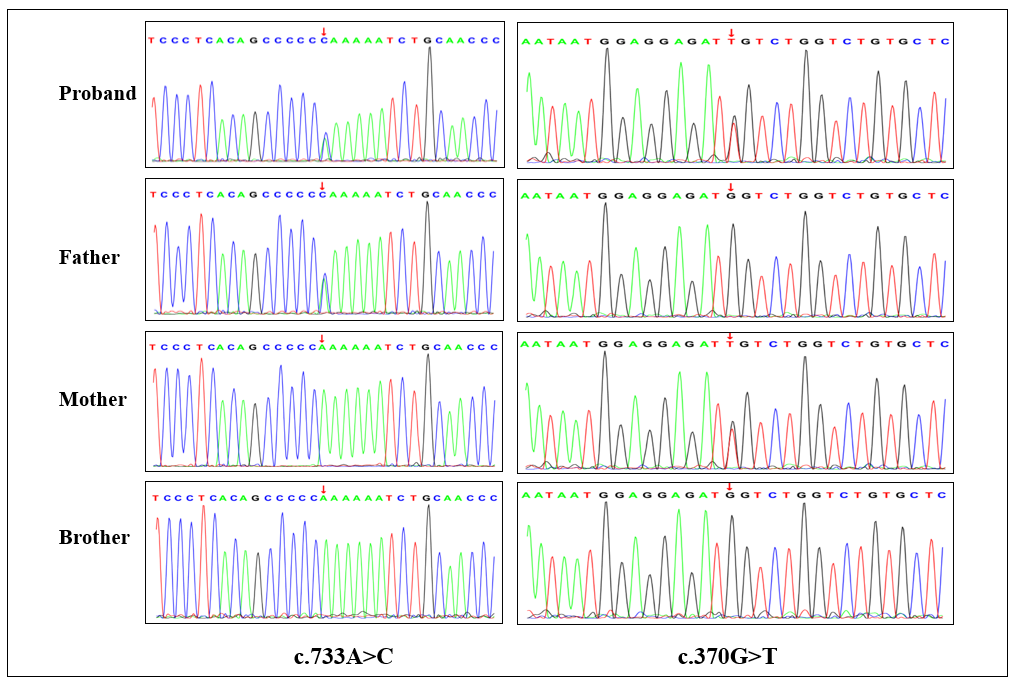 TCCCTCACAGCCCCCCAAAAATCTGCAACCC AATAATGGAGGAGATTGTCTGGTCTGTGCTC
Proband
TCCCTCACAGCCCCCCAAAAATCTGCAACCC AATAATGGAGGAGATGGTCTGGTCTGTGCTC
Father
TCCCTCACAGCCCCCAAAAAATCTGCAACCC AATAATGGAGGAGATTGTCTGGTCTGTGCTC
Mother
TCCCTCACAGCCCCCAAAAAATCTGCAACCC AATAATGGAGGAGATGGTCTGGTCTGTGCTC
Brother
c.733A>C c.370G>T